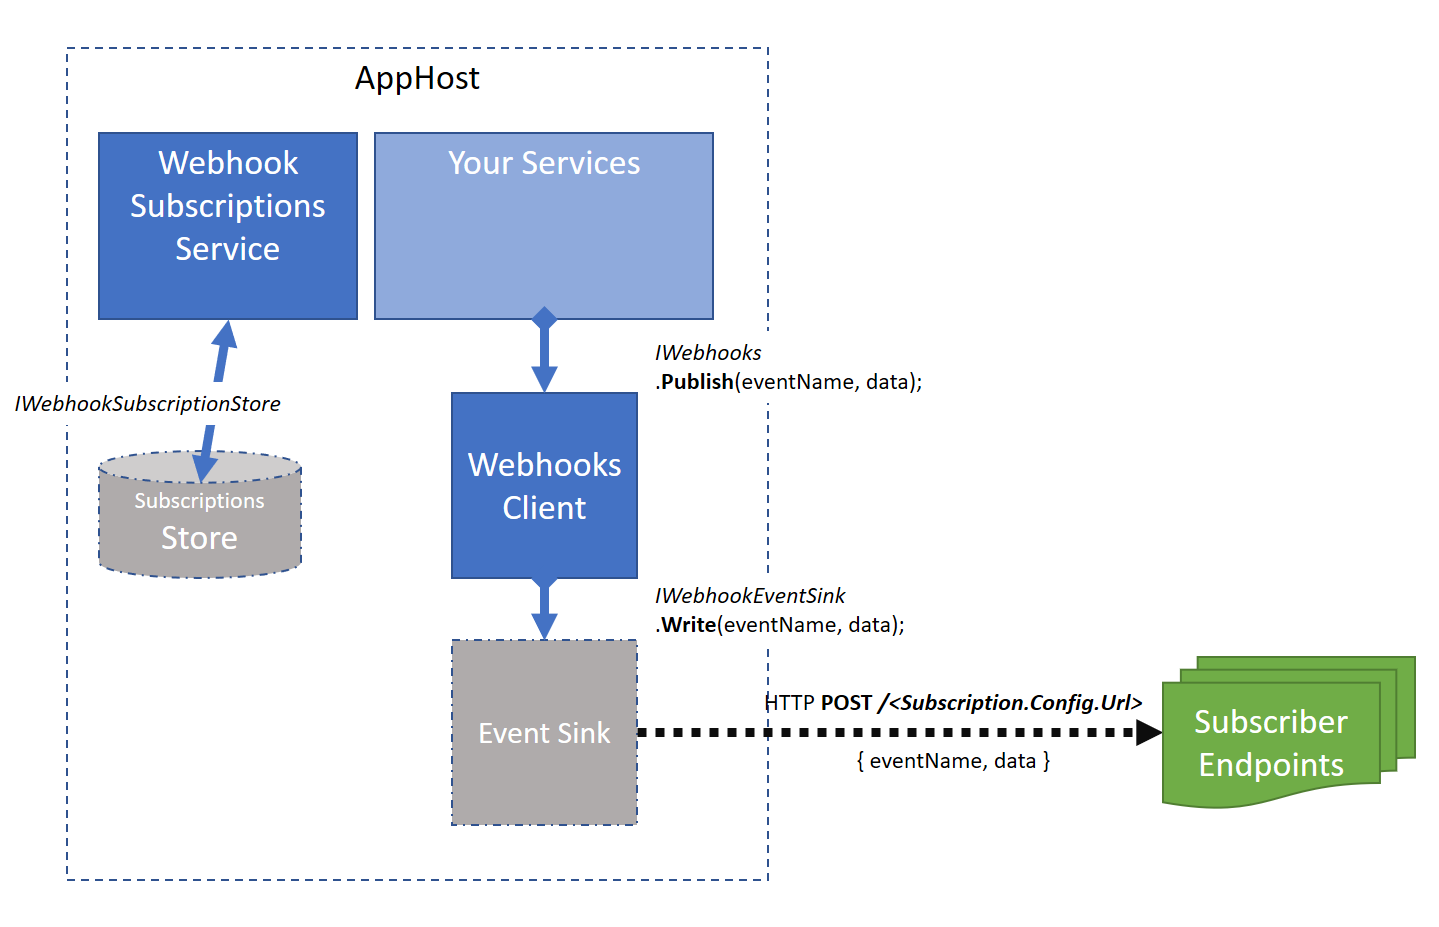 AppHost
Webhook
Subscriptions
Service
Your Services
IWebhooks
.Publish(eventName, data);
IWebhookSubscriptionStore
Subscriptions
Store
Webhooks
Client
IWebhookEventSink
.Write(eventName, data);
Event Sink
HTTP POST /<Subscription.Config.Url>
{ eventName, data }
Subscriber
Endpoints